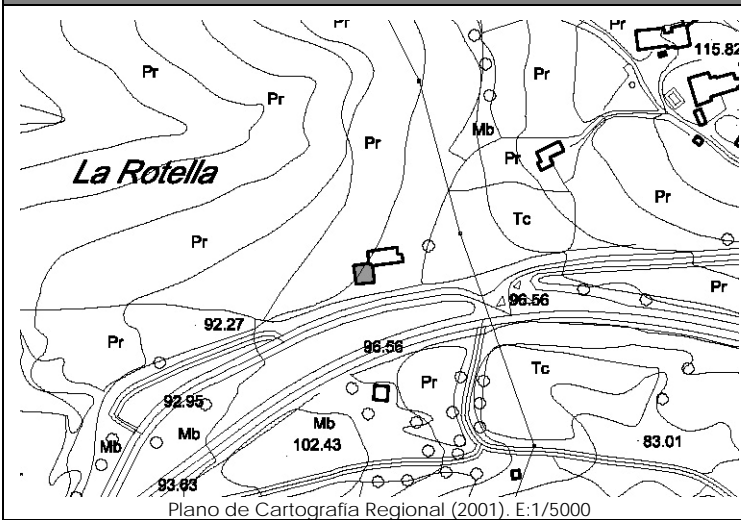 Pr
115.82
Pr
Pr
Pr
Mb
Pr
Pr
La Rotella
Pr
Tc
Pr
Pr
96.56
92.27
Pr
96.56
Tc
Pr
92.95
Mb
Mb
Mb
102.43
83.01
93.63
Plano de Cartografía Regional (2001). E:1/5000